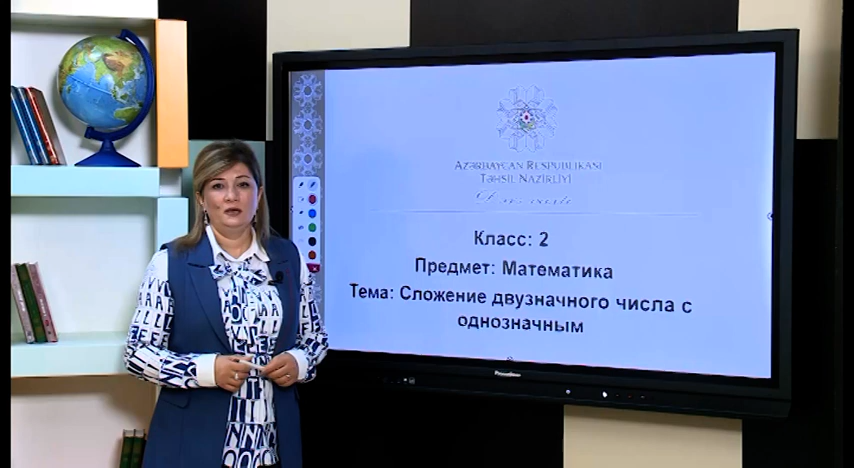 AZƏRBAYCAN RESPUBLİKASI
TƏHSİL NAZİRLİYİ
Класс: 2
Предмет: Математика
Тема: Сложение двузначного числа с
однозначным